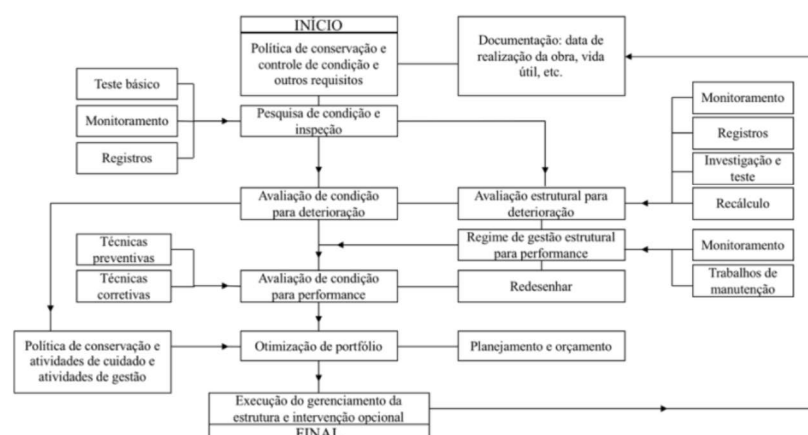 INÍCIO
Política de conservação e
controle de condição e
outros requisitos
Documentação: data de
realização da obra, vida
útil, etc.
Teste básico
Monitoramento
Registros
Pesquisa de condição e
inspeção
Monitoramento
Registros
Investigação e
teste
Recálculo
Avaliação de condição
para deterioração
Avaliação estrutural para
deterioração
Técnicas
preventivas
Técnicas
corretivas
Regime de gestão estrutural
para performance
Monitoramento
Trabalhos de
manutenção
Avaliação de condição
para performance
Redesenhar
Política de conservação e
atividades de cuidado e
atividades de gestão
Otimização de portfólio
Planejamento e orçamento
Execução do gerenciamento da
estrutura e intervenção opcional
FINAL